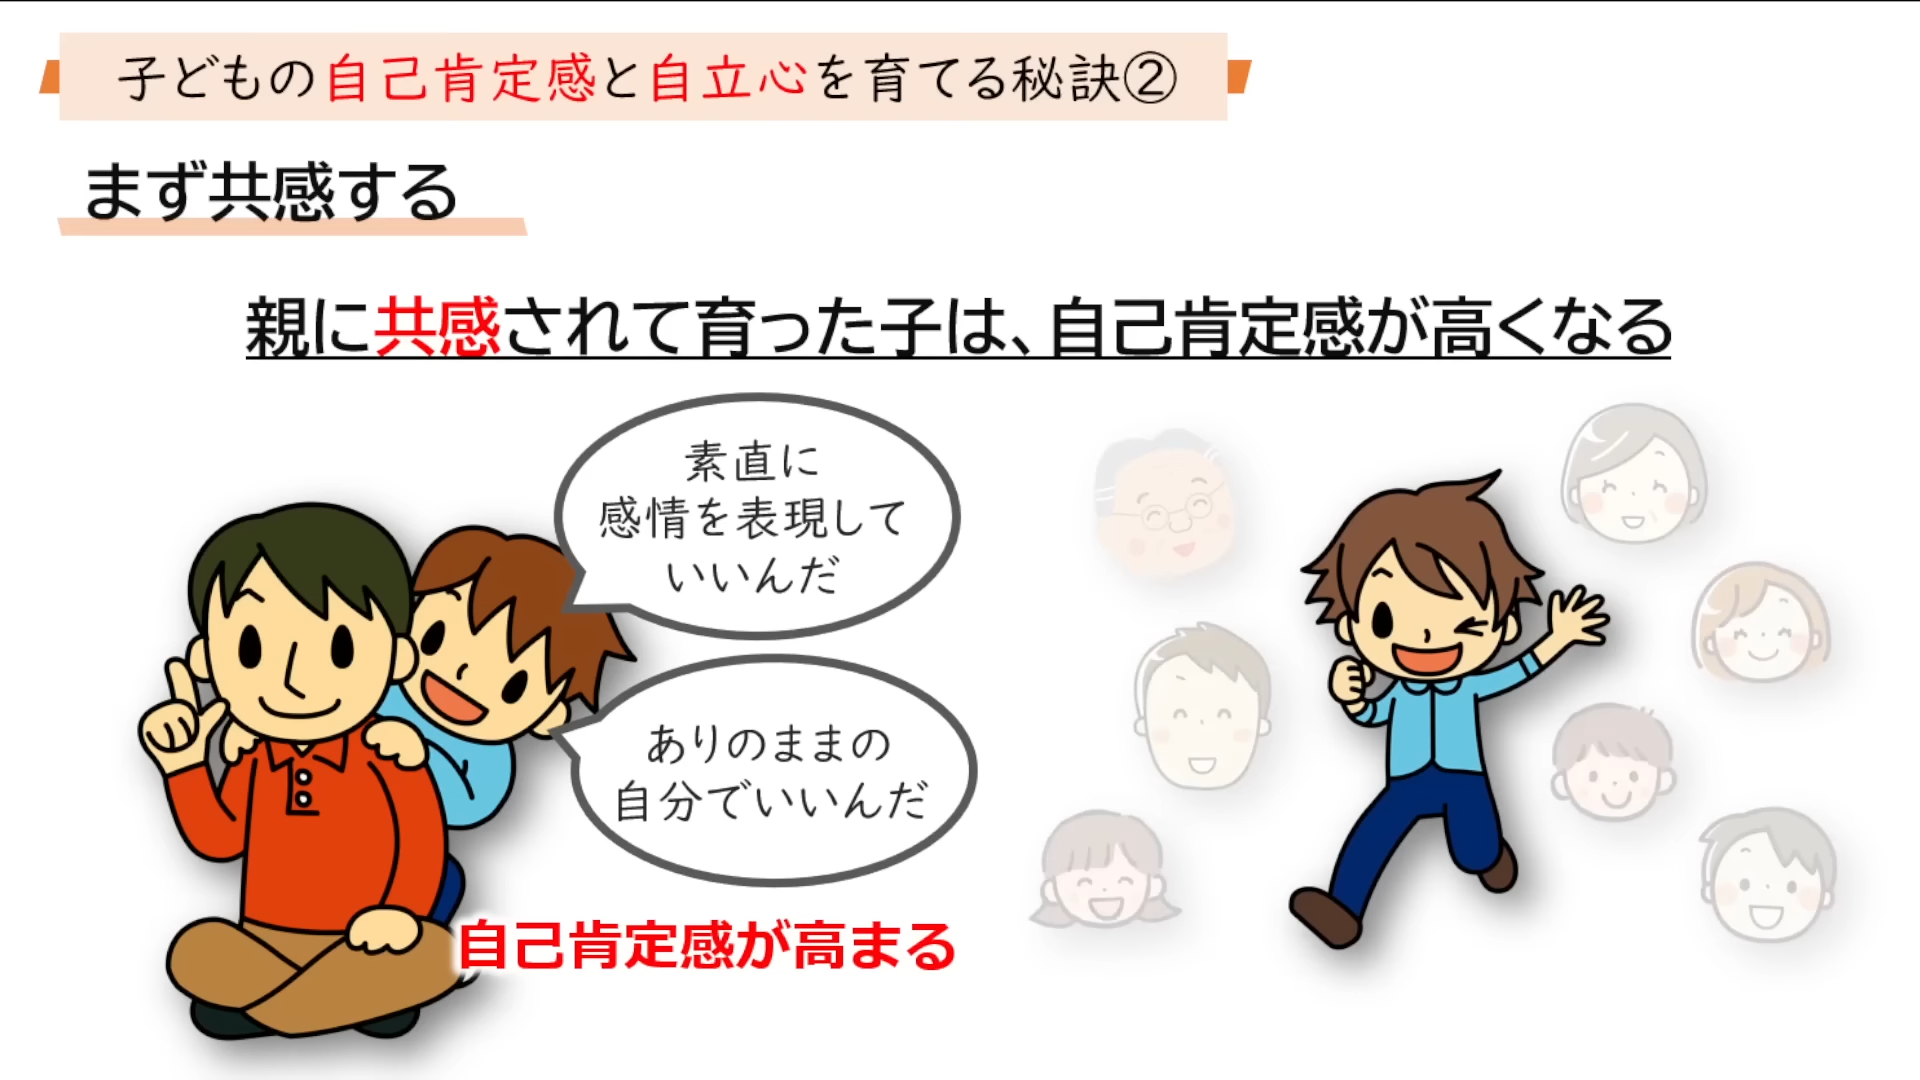 子どもの自己肯定感と自立心を育てる秘訣②
まず共感する
親に共感されて育った子は、自己肯定感が高くなる
素直に
感情を表現して
いいんだ
ありのままの
自分でいいんだ
自己肯定感が高まる